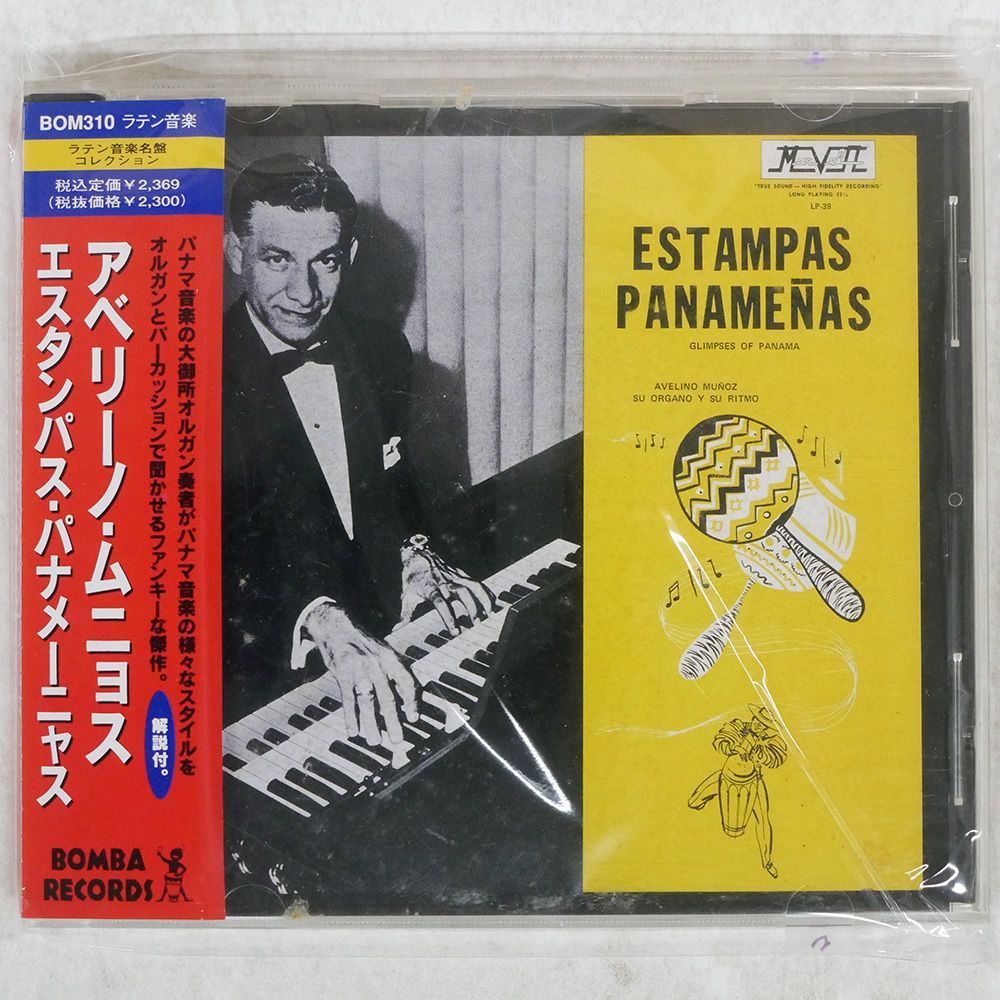 BOM310 ラテン音楽
ラテン音楽名盤
コレクション
税込定価¥2,369
(税抜価格¥2,300)
パナマ音楽の大御所オルガン奏者がパナマ音楽の様々なスタイルを
オルガンとパーカッションで聞かせるファンキーな傑作。
解説付。
アベリーノ・ムニョス
エスタンパス・パナメーニャス
BOMBA
RECORDS
"TRUE SOUND — HIGH FIDELITY RECORDING"
LONG PLAYING 33⅓
LP-39
ESTAMPAS
PANAMEÑAS
GLIMPSES OF PANAMA
AVELINO MUÑOZ
SU ORGANO Y SU RITMO